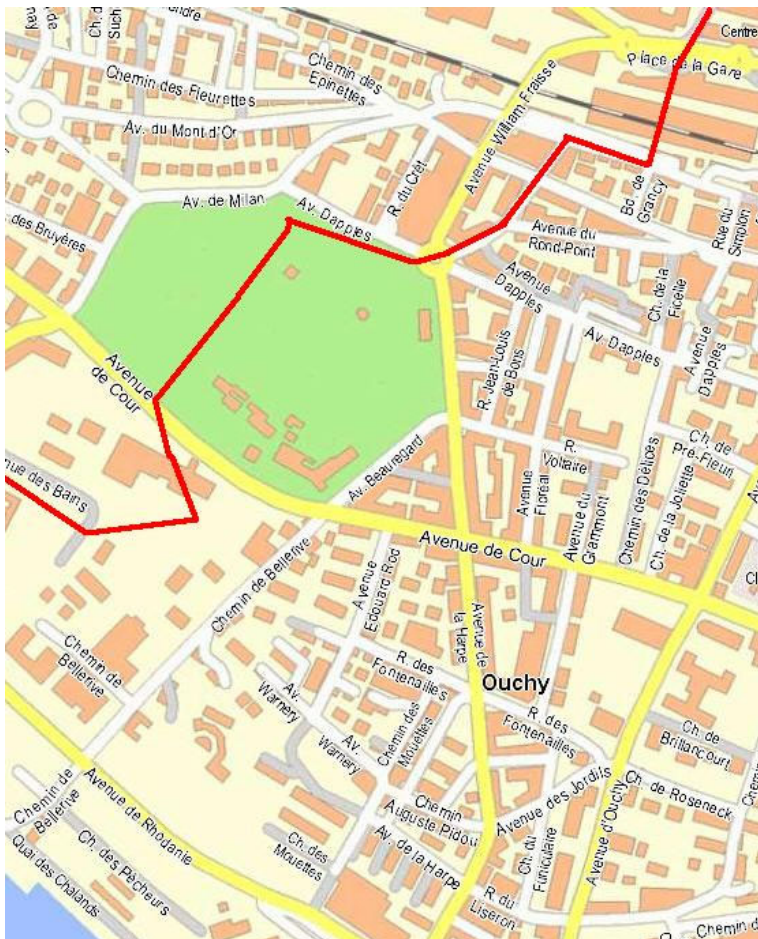 Centre
Place de la Gare
Chemin des
Epinettes
Chemin des Fleurettes
Av. du Mont d'Or
Avenue William Fraisse
R. du Crêt
Bd. de
Grancy
Av. de Milan
Av. Dapples
. des Bruyères
Avenue du
Rond-Point
Rue du
Simplon
Avenue
Dapples
Ch. de la
Ficelle
Av. Dapples
Avenue
Dapples
R. Jean-Louis
de Bons
Avenue
de Cour
Av. Beauregard
R.
Voltaire
Ch. de
Pré-Fleuri
nue des Bains
Avenue
Floréal
Avenue du
Grammont
Chemin des Délices
Ch. de la Joliette
Avenue de Cour
Chemin de Bellerive
Avenue
Edouard Rod
Avenue de
la Harpe
Chemin de
Bellerive
R. des
Fontenailles
Ouchy
Av.
Warnery
Av.
Warnery
Chemin des
Mouettes
R. des
Fontenailles
Ch. de
Brillancourt
Avenue de Rhodanie
Chemin
Auguste Pidou
Avenue des Jordils
Ch. de Roseneck
Chemin de
Bellerive
Ch. des Pêcheurs
Quai des Chalands
Ch. des
Mouettes
Av. de la Harpe
R. du
Liseron
Ch. du
Funiculaire
Avenue d'Ouchy
Chemin d